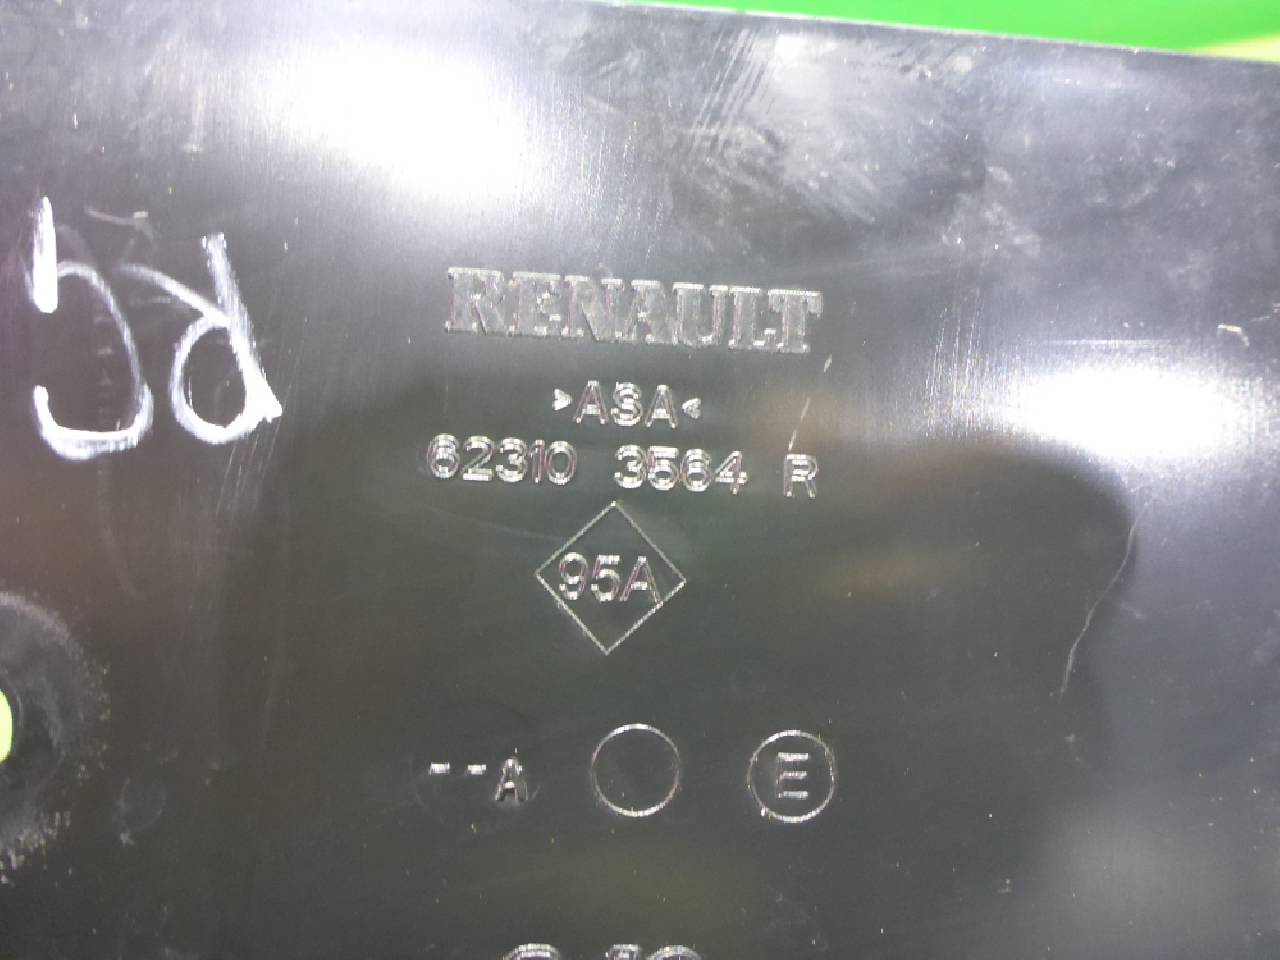 RENAULT
>ASA<
62310 3564 R
95A
--A E